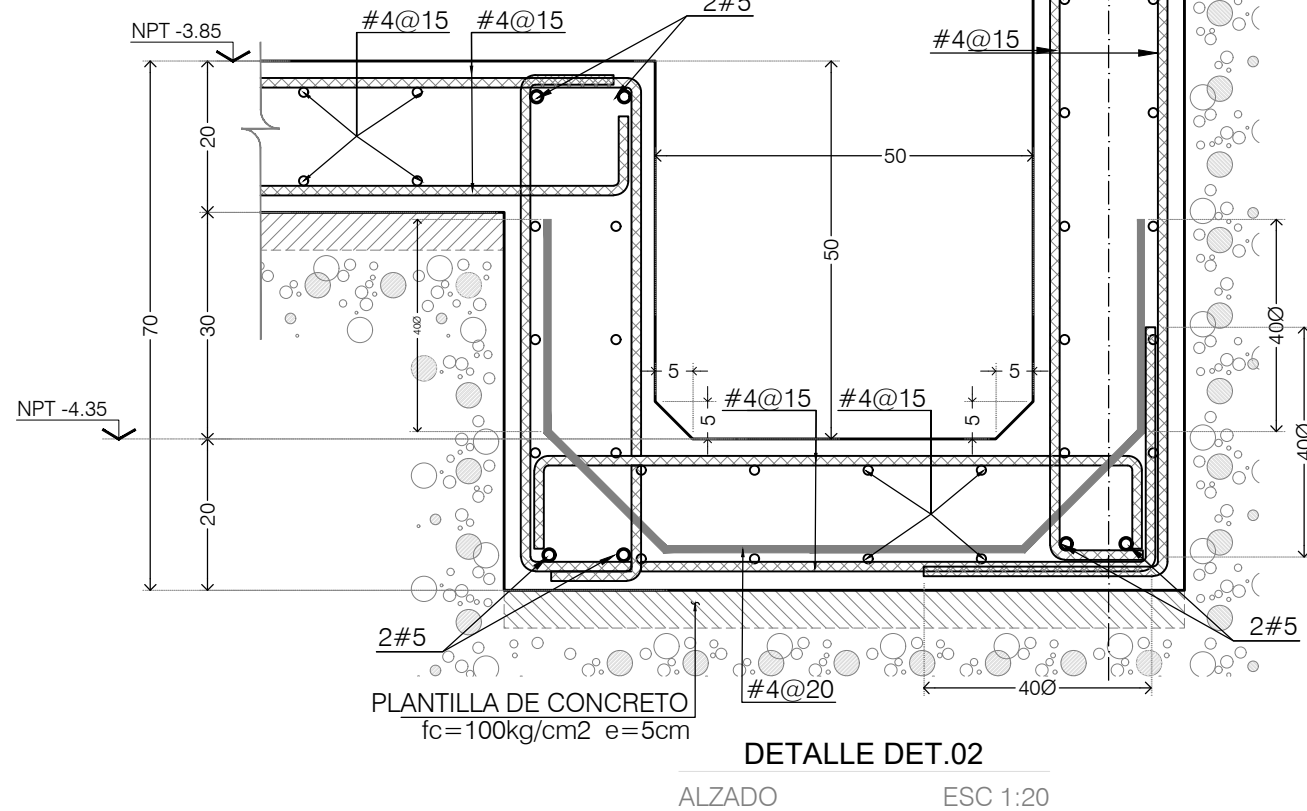 2#5
#4@15 #4@15
NPT -3.85
#4@15
20
50
50
70
30
40Ø
40Ø
5 5
#4@15 #4@15
NPT -4.35
5 5
40Ø
20
2#5
2#5
PLANTILLA DE CONCRETO
#4@20
40Ø
fc=100kg/cm2 e=5cm
DETALLE DET.02
ALZADO ESC 1:20